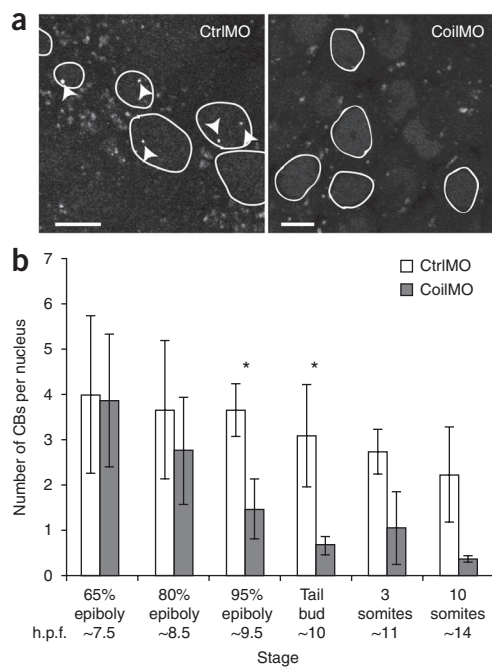 a
CtrlMO
CoilMO
b
CtrlMO
CoilMO
Number of CBs per nucleus
7
6
5
4
3
2
1
0
* *
65% 80% 95% Tail 3 10
epiboly epiboly epiboly bud somites somites
h.p.f. ~7.5 ~8.5 ~9.5 ~10 ~11 ~14
Stage